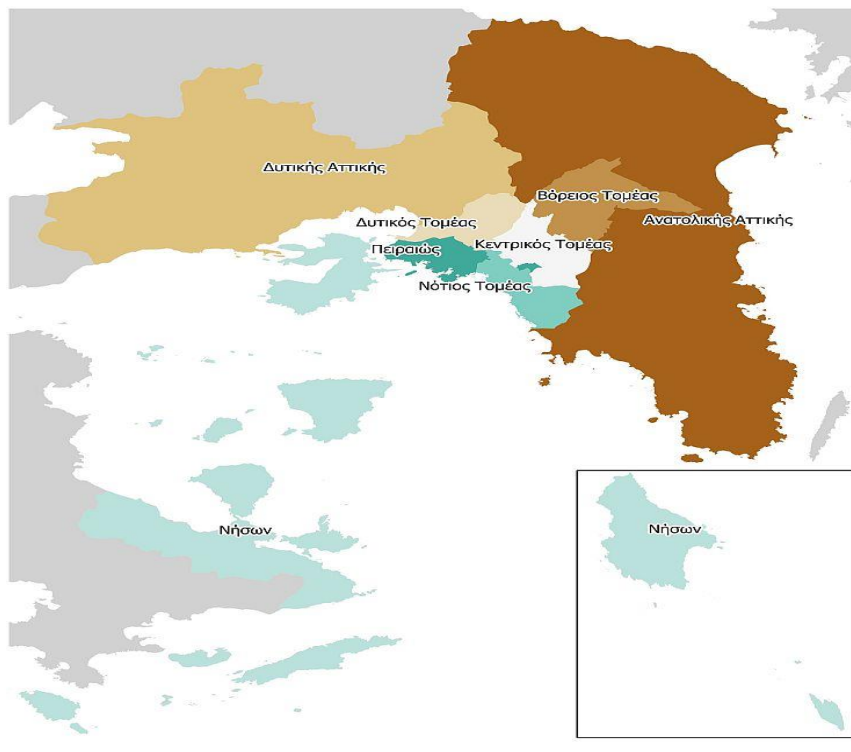 Δυτικής Αττικής
Βόρειος Τομέας
Ανατολικής Αττικής
Δυτικός Τομέας
Κεντρικός Τομέας
Πειραιώς
Νότιος Τομέας
Νήσων
Νήσων